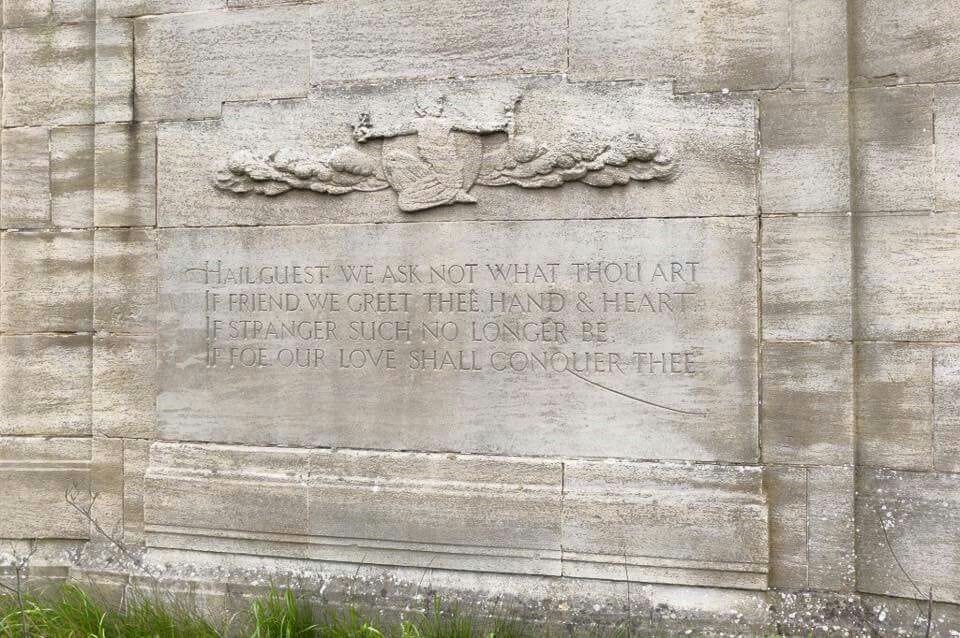 HAIL GUEST WE ASK NOT WHAT THOU ART
IF FRIEND WE GREET THEE, HAND & HEART
IF STRANGER SUCH NO LONGER BE.
IF FOE OUR LOVE SHALL CONQUER THEE